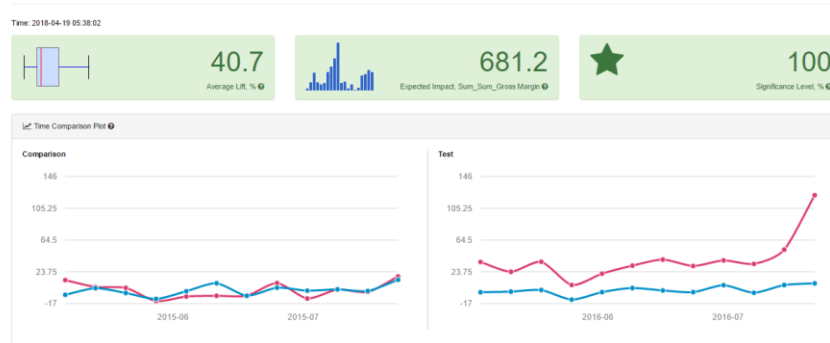 Time: 2018-04-19 05:38:02
40.7
Average Lift, %
681.2
Expected Impact, Sum_Sum_Gross Margin
100
Significance Level, %
Time Comparison Plot
Comparison
146
105.25
64.5
23.75
-17
2015-06
2015-07
Test
146
105.25
64.5
23.75
-17
2016-06
2016-07